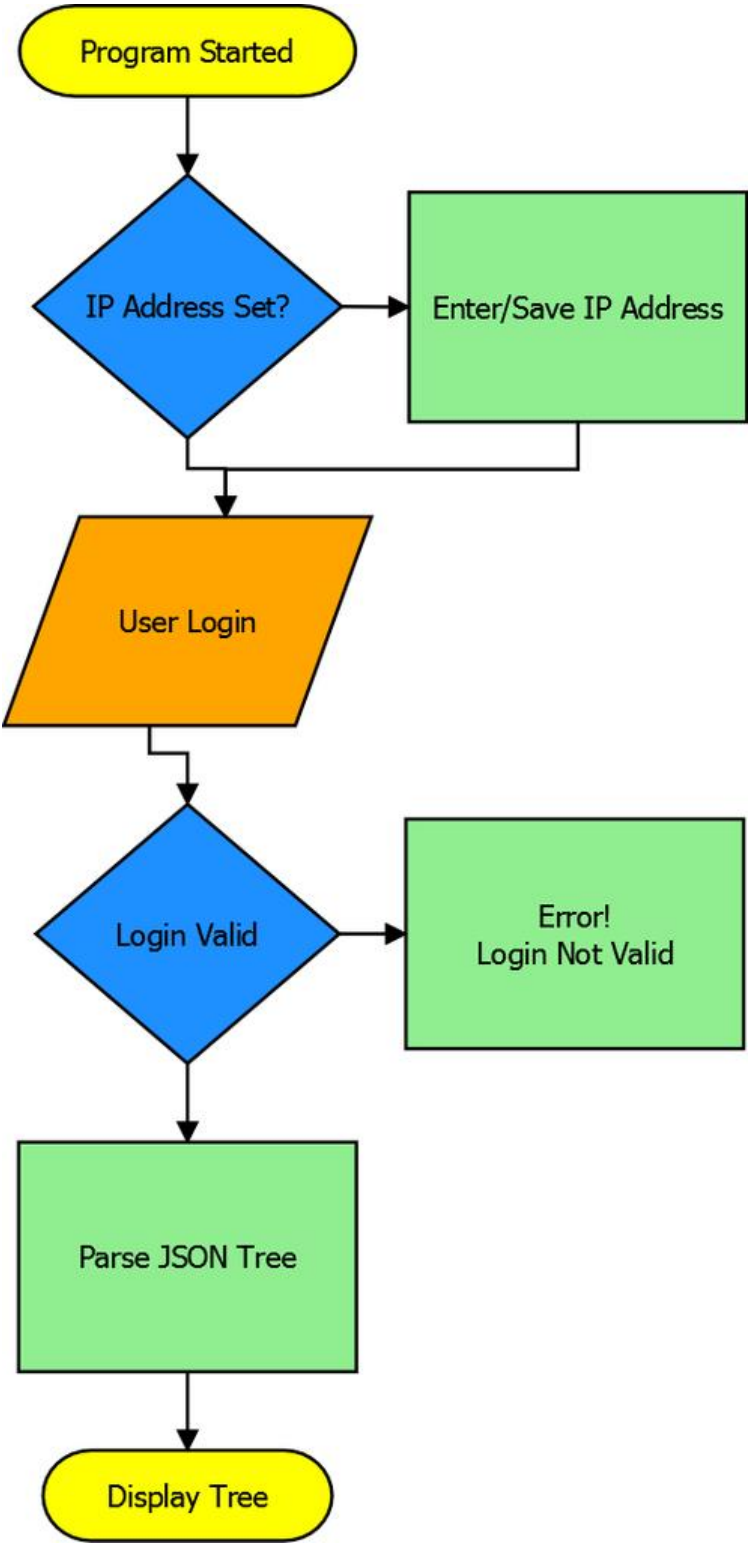 Program Started
IP Address Set?
Enter/Save IP Address
User Login
Login Valid
Error!
Login Not Valid
Parse JSON Tree
Display Tree